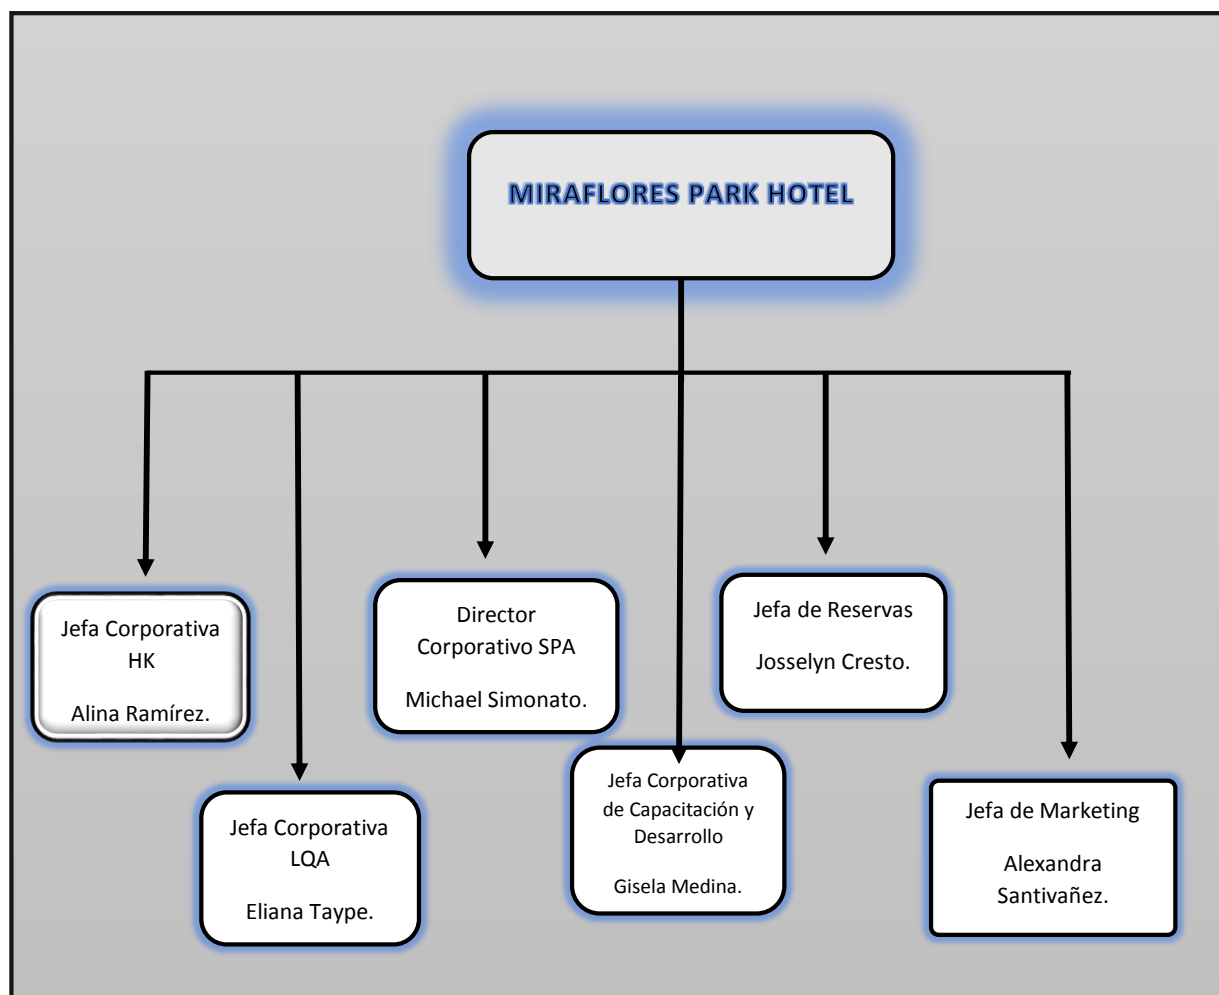 MIRAFLORES PARK HOTEL
Jefa Corporativa
HK
Alina Ramírez.
Jefa Corporativa
LQA
Eliana Taype.
Director
Corporativo SPA
Michael Simonato.
Jefa Corporativa
de Capacitación y
Desarrollo
Gisela Medina.
Jefa de Reservas
Josselyn Cresto.
Jefa de Marketing
Alexandra
Santivañez.